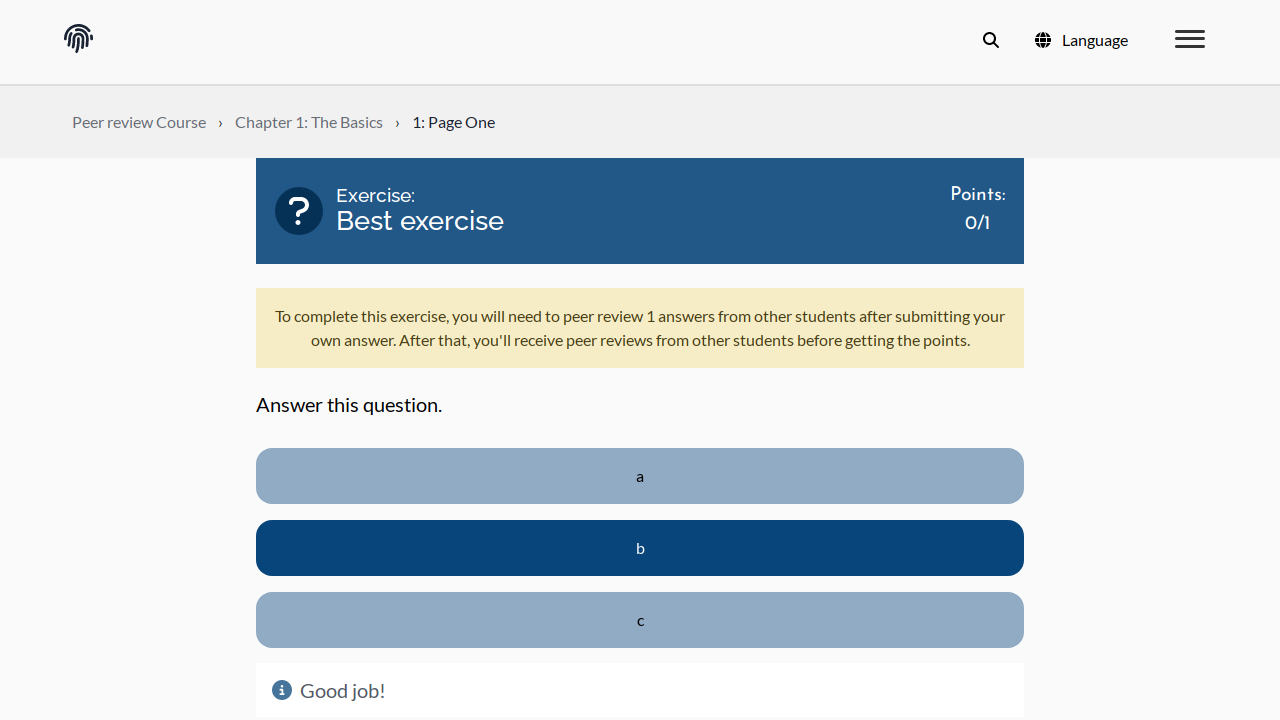 Language
Peer review Course › Chapter 1: The Basics › 1: Page One
Exercise:
Best exercise
Points:
0/1
To complete this exercise, you will need to peer review 1 answers from other students after submitting your
own answer. After that, you'll receive peer reviews from other students before getting the points.
Answer this question.
a
b
c
Good job!